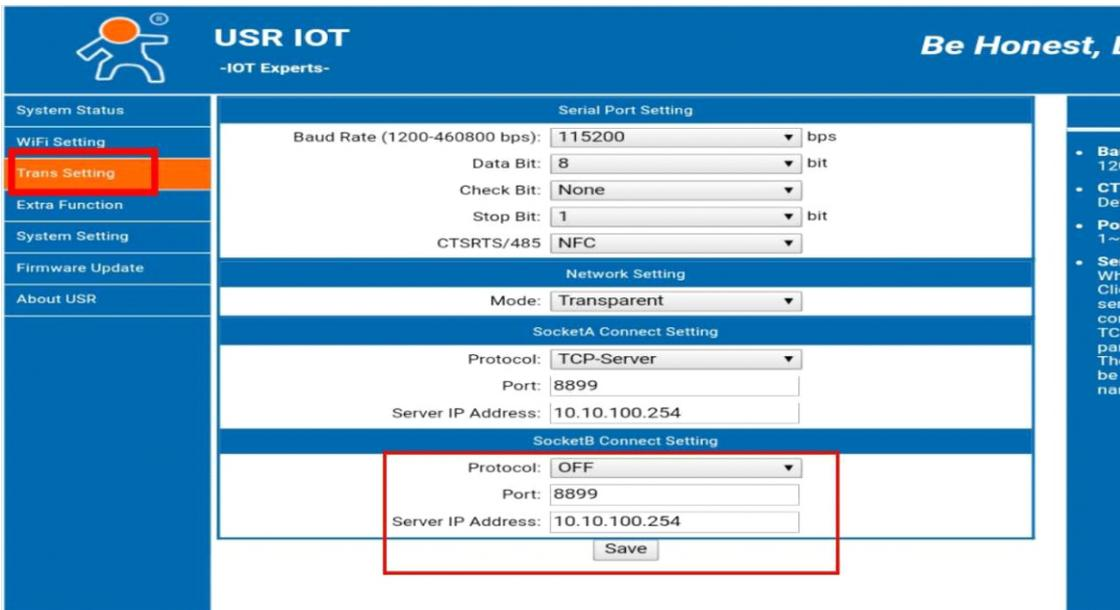 ®
USR IOT
-IOT Experts-
Be Honest,
System Status
WiFi Setting
Trans Setting
Extra Function
System Setting
Firmware Update
About USR
Serial Port Setting
Baud Rate (1200-460800 bps): 115200 bps
Data Bit: 8 bit
Check Bit: None
Stop Bit: 1 bit
CTSRTS/485 NFC
Network Setting
Mode: Transparent
SocketA Connect Setting
Protocol: TCP-Server
Port: 8899
Server IP Address: 10.10.100.254
SocketB Connect Setting
Protocol: OFF
Port: 8899
Server IP Address: 10.10.100.254
Save